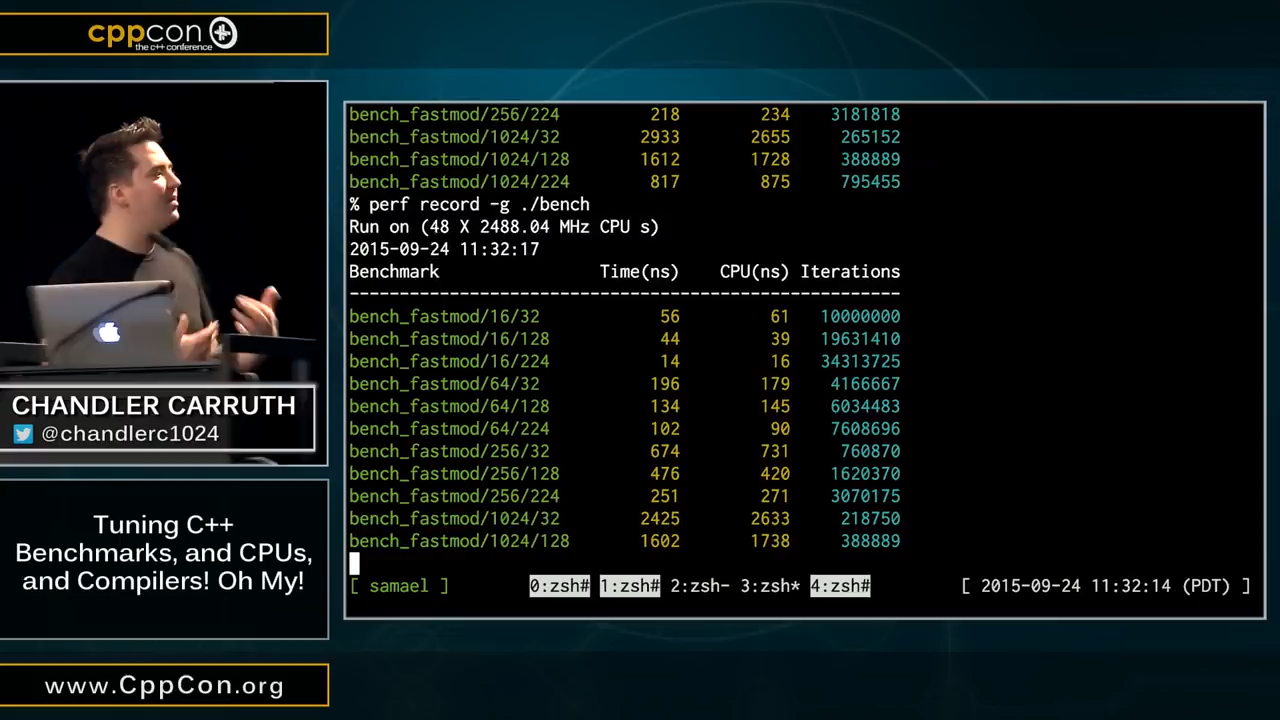 cppcon
the c++ conference
CHANDLER CARRUTH
@chandlerc1024
Tuning C++
Benchmarks, and CPUs,
and Compilers! Oh My!
www.CppCon.org
bench_fastmod/256/224 218 234 3181818
bench_fastmod/1024/32 2933 2655 265152
bench_fastmod/1024/128 1612 1728 388889
bench_fastmod/1024/224 817 875 795455
% perf record -g ./bench
Run on (48 X 2488.04 MHz CPU s)
2015-09-24 11:32:17
Benchmark Time(ns) CPU(ns) Iterations
-------------------------------------------------------
bench_fastmod/16/32 56 61 10000000
bench_fastmod/16/128 44 39 19631410
bench_fastmod/16/224 14 16 34313725
bench_fastmod/64/32 196 179 4166667
bench_fastmod/64/128 134 145 6034483
bench_fastmod/64/224 102 90 7608696
bench_fastmod/256/32 674 731 760870
bench_fastmod/256/128 476 420 1620370
bench_fastmod/256/224 251 271 3070175
bench_fastmod/1024/32 2425 2633 218750
bench_fastmod/1024/128 1602 1738 388889
[ samael ] 0:zsh# 1:zsh# 2:zsh- 3:zsh* 4:zsh# [ 2015-09-24 11:32:14 (PDT) ]